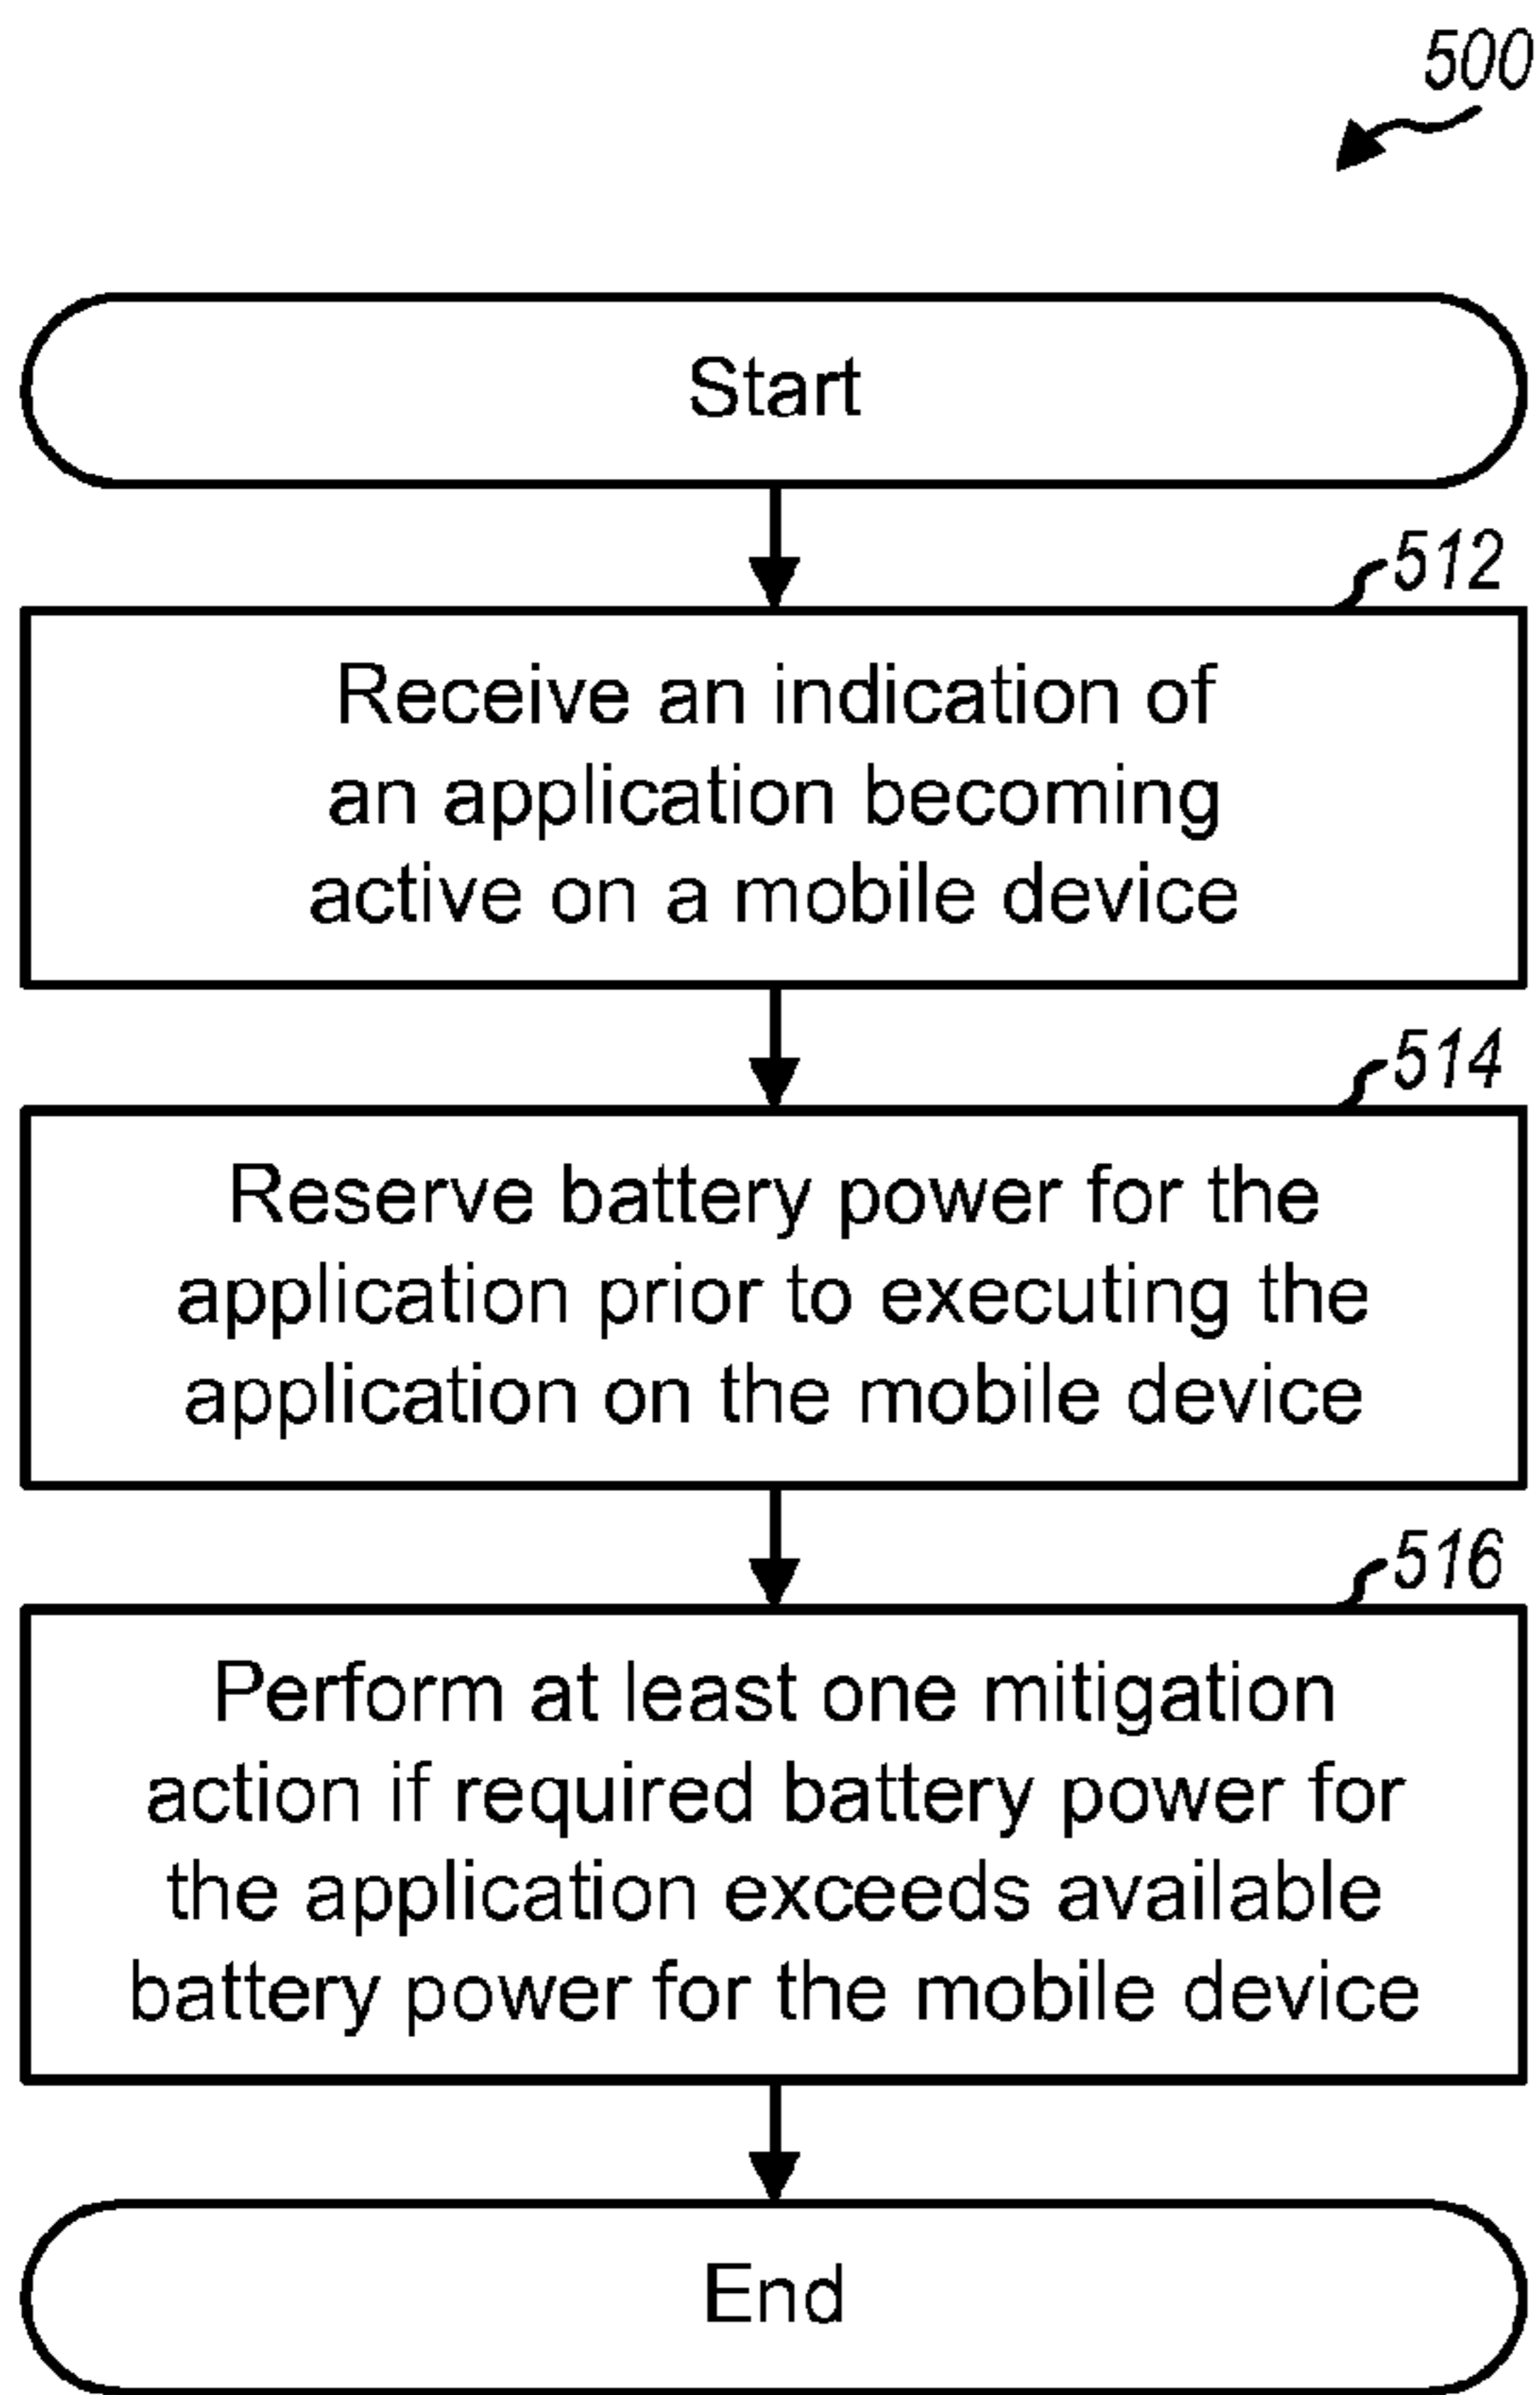 500
Start
512
Receive an indication of
an application becoming
active on a mobile device
514
Reserve battery power for the
application prior to executing the
application on the mobile device
516
Perform at least one mitigation
action if required battery power for
the application exceeds available
battery power for the mobile device
End